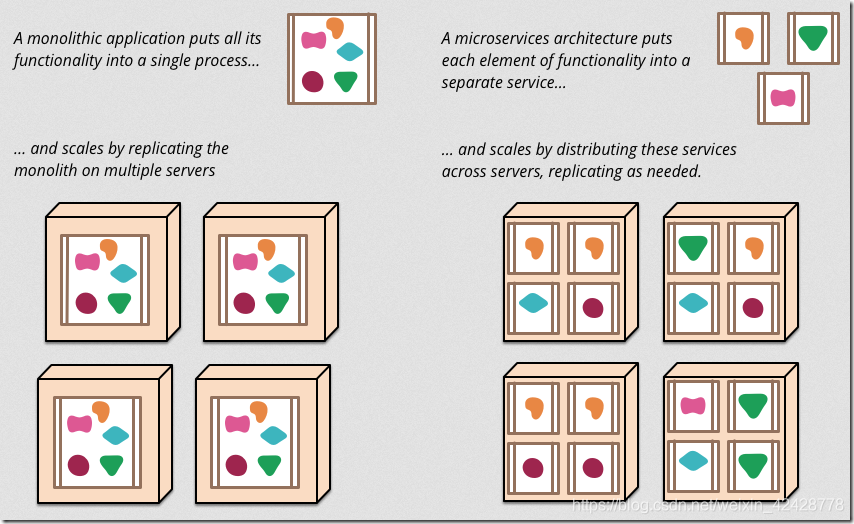 A monolithic application puts all its
functionality into a single process...
... and scales by replicating the
monolith on multiple servers
A microservices architecture puts
each element of functionality into a
separate service...
... and scales by distributing these services
across servers, replicating as needed.
https://blog.csdn.net/weixin_42428778